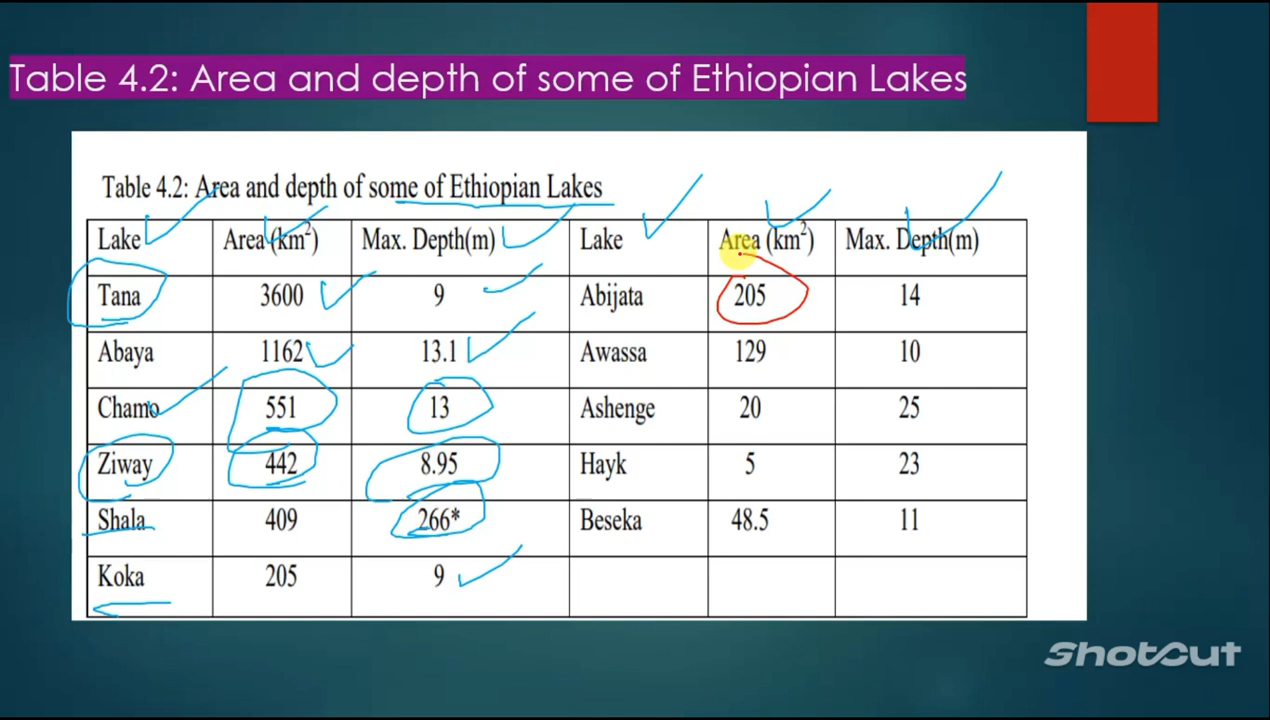 Table 4.2: Area and depth of some of Ethiopian Lakes
Table 4.2: Area and depth of some of Ethiopian Lakes
Lake Area (km²) Max. Depth(m) Lake Area (km²) Max. Depth(m)
Tana 3600 9 Abijata 205 14
Abaya 1162 13.1 Awassa 129 10
Chamo 551 13 Ashenge 20 25
Ziway 442 8.95 Hayk 5 23
Shala 409 266* Beseka 48.5 11
Koka 205 9
SHOTCUT